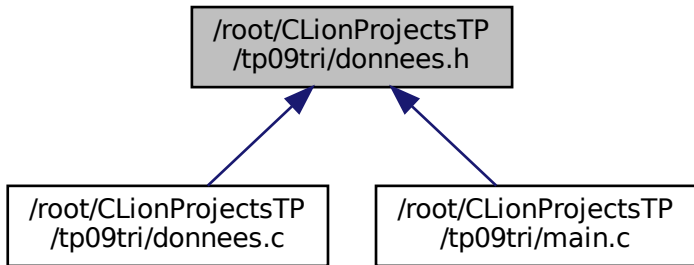 /root/CLionProjectsTP
/tp09tri/donnees.h
/root/CLionProjectsTP
/tp09tri/donnees.c
/root/CLionProjectsTP
/tp09tri/main.c